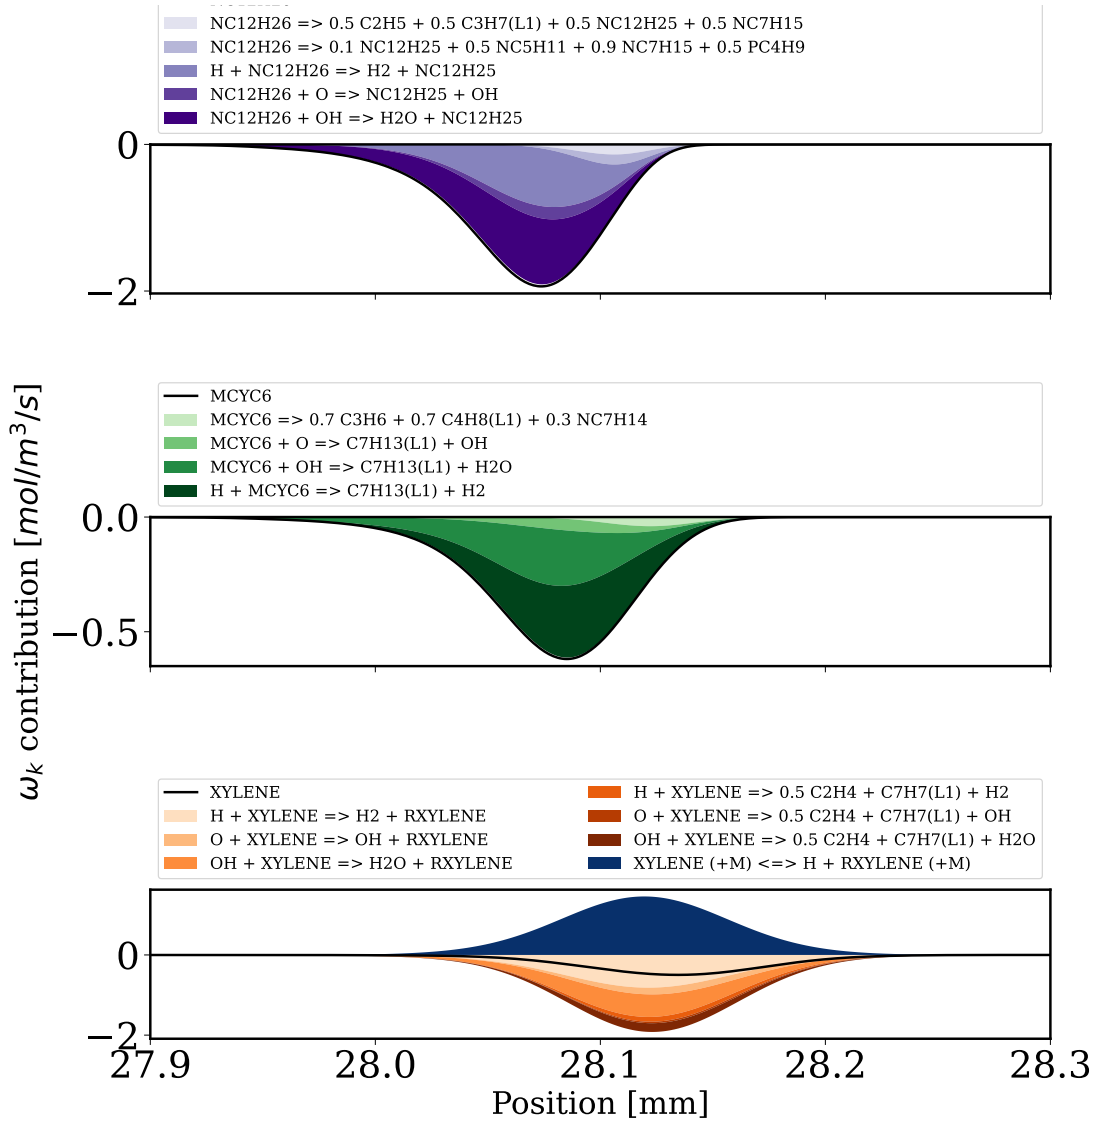 NC12H26 => 0.5 C2H5 + 0.5 C3H7(L1) + 0.5 NC12H25 + 0.5 NC7H15
NC12H26 => 0.1 NC12H25 + 0.5 NC5H11 + 0.9 NC7H15 + 0.5 PC4H9
H + NC12H26 => H2 + NC12H25
NC12H26 + O => NC12H25 + OH
NC12H26 + OH => H2O + NC12H25
0
−2
MCYC6
MCYC6 => 0.7 C3H6 + 0.7 C4H8(L1) + 0.3 NC7H14
MCYC6 + O => C7H13(L1) + OH
MCYC6 + OH => C7H13(L1) + H2O
H + MCYC6 => C7H13(L1) + H2
0.0
−0.5
ω̇ₖ contribution [mol/m³/s]
XYLENE
H + XYLENE => H2 + RXYLENE
O + XYLENE => OH + RXYLENE
OH + XYLENE => H2O + RXYLENE
H + XYLENE => 0.5 C2H4 + C7H7(L1) + H2
O + XYLENE => 0.5 C2H4 + C7H7(L1) + OH
OH + XYLENE => 0.5 C2H4 + C7H7(L1) + H2O
XYLENE (+M) <=> H + RXYLENE (+M)
0
−2
27.9 28.0 28.1 28.2 28.3
Position [mm]